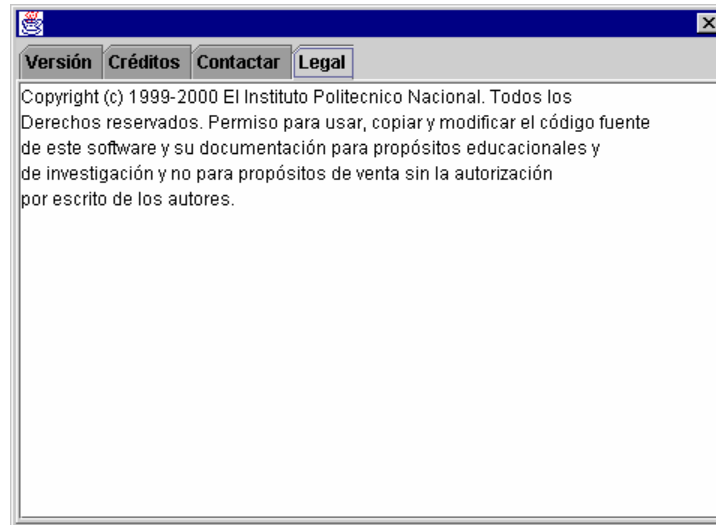 Versión Créditos Contactar Legal
Copyright (c) 1999-2000 El Instituto Politecnico Nacional. Todos los
Derechos reservados. Permiso para usar, copiar y modificar el código fuente
de este software y su documentación para propósitos educacionales y
de investigación y no para propósitos de venta sin la autorización
por escrito de los autores.